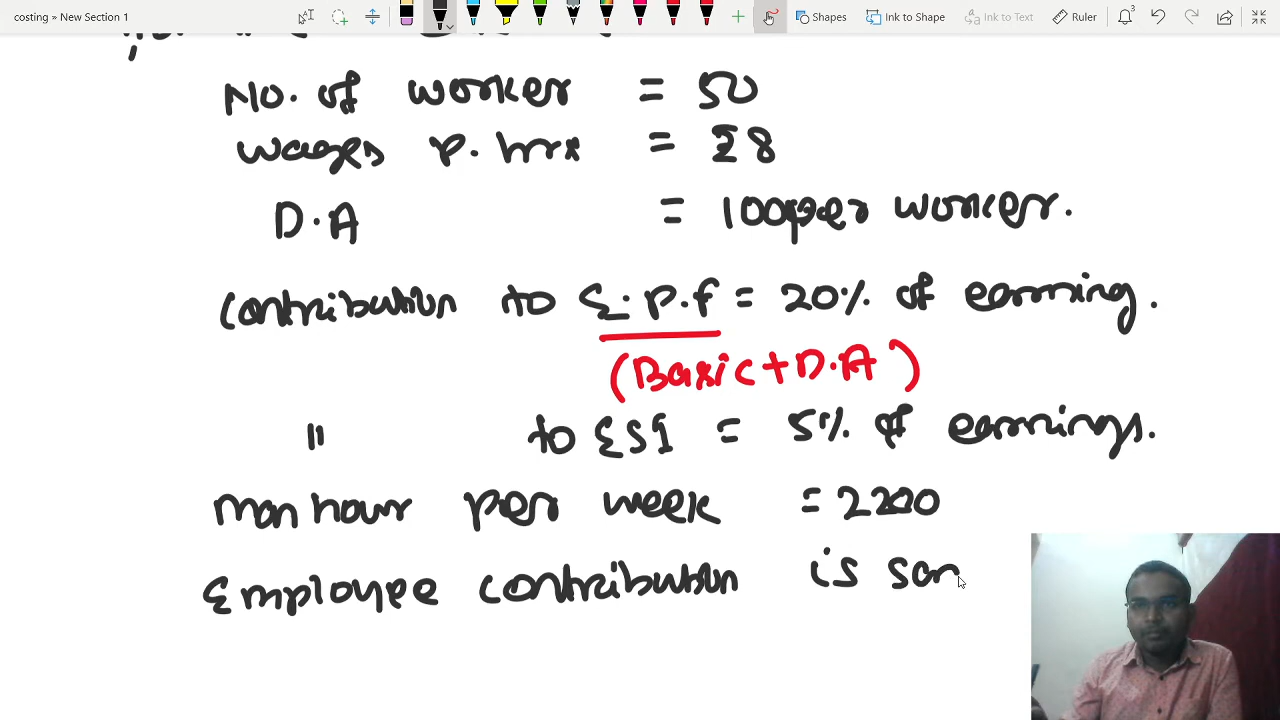 costing » New Section 1
Shapes Ink to Shape Ink to Text Ruler
No. of worker = 50
wages p. hrs = ₹8
D.A = 100 per worker.
contribution to E.P.f = 20% of earning.
(Basic + D.A)
" to ESI = 5% of earnings.
man hour per week = 2200
Employee contribution is sam